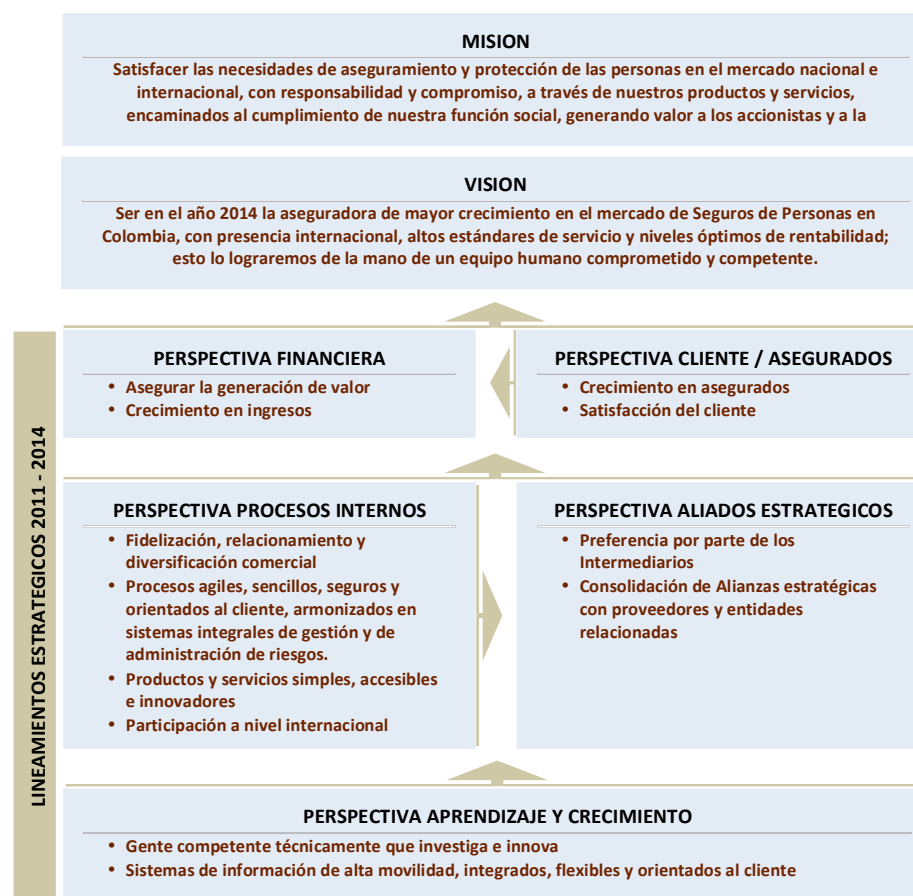 MISION
Satisfacer las necesidades de aseguramiento y protección de las personas en el mercado nacional e
internacional, con responsabilidad y compromiso, a través de nuestros productos y servicios,
encaminados al cumplimiento de nuestra función social, generando valor a los accionistas y a la
VISION
Ser en el año 2014 la aseguradora de mayor crecimiento en el mercado de Seguros de Personas en
Colombia, con presencia internacional, altos estándares de servicio y niveles óptimos de rentabilidad;
esto lo lograremos de la mano de un equipo humano comprometido y competente.
LINEAMIENTOS ESTRATEGICOS 2011 - 2014
PERSPECTIVA FINANCIERA
• Asegurar la generación de valor
• Crecimiento en ingresos
PERSPECTIVA CLIENTE / ASEGURADOS
• Crecimiento en asegurados
• Satisfacción del cliente
PERSPECTIVA PROCESOS INTERNOS
• Fidelización, relacionamiento y
diversificación comercial
• Procesos agiles, sencillos, seguros y
orientados al cliente, armonizados en
sistemas integrales de gestión y de
administración de riesgos.
• Productos y servicios simples, accesibles
e innovadores
• Participación a nivel internacional
PERSPECTIVA ALIADOS ESTRATEGICOS
• Preferencia por parte de los
Intermediarios
• Consolidación de Alianzas estratégicas
con proveedores y entidades
relacionadas
PERSPECTIVA APRENDIZAJE Y CRECIMIENTO
• Gente competente técnicamente que investiga e innova
• Sistemas de información de alta movilidad, integrados, flexibles y orientados al cliente